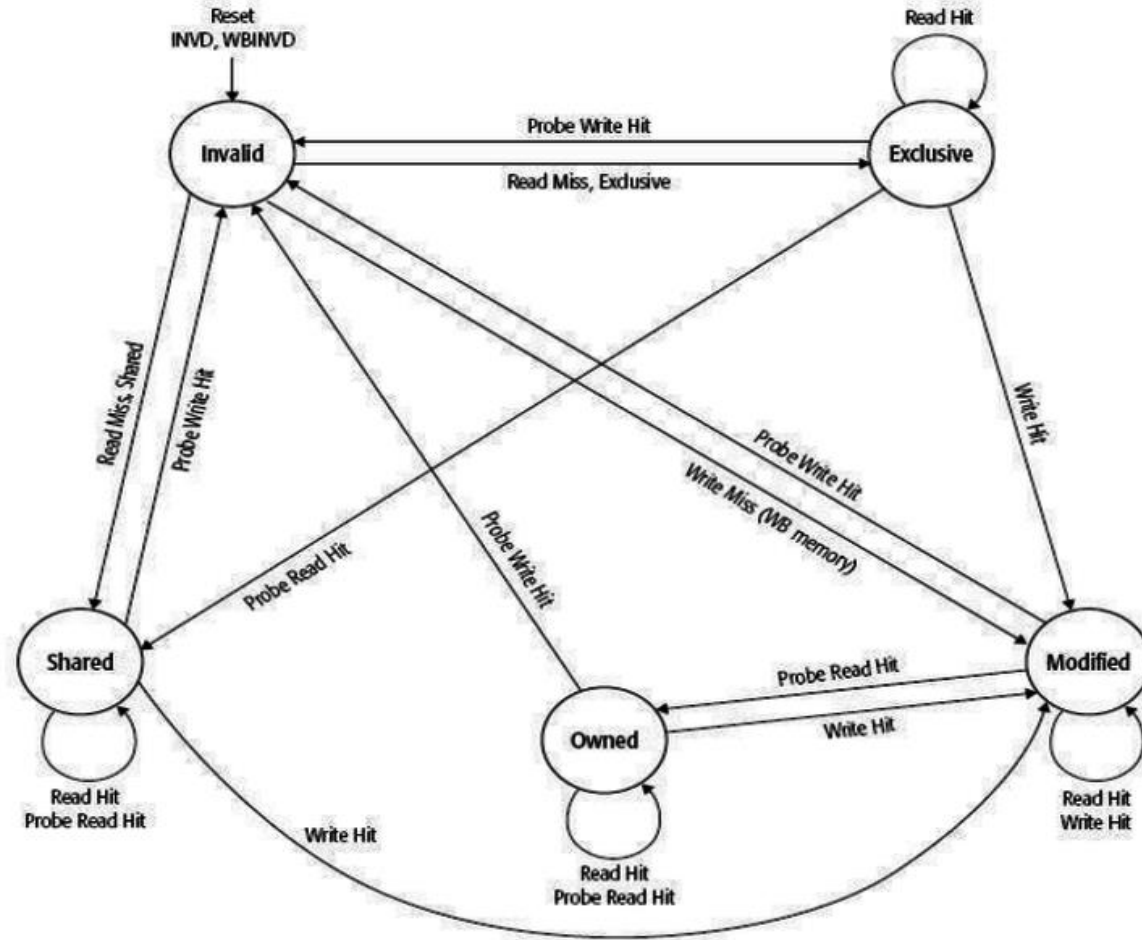 Reset
INVD, WBINVD
Read Hit
Invalid
Probe Write Hit
Exclusive
Read Miss, Exclusive
Read Miss, Shared
Probe Write Hit
Probe Write Hit
Write Miss (WB memory)
Write Hit
Probe Read Hit
Probe Write Hit
Shared
Owned
Modified
Probe Read Hit
Write Hit
Read Hit
Probe Read Hit
Write Hit
Read Hit
Probe Read Hit
Read Hit
Write Hit